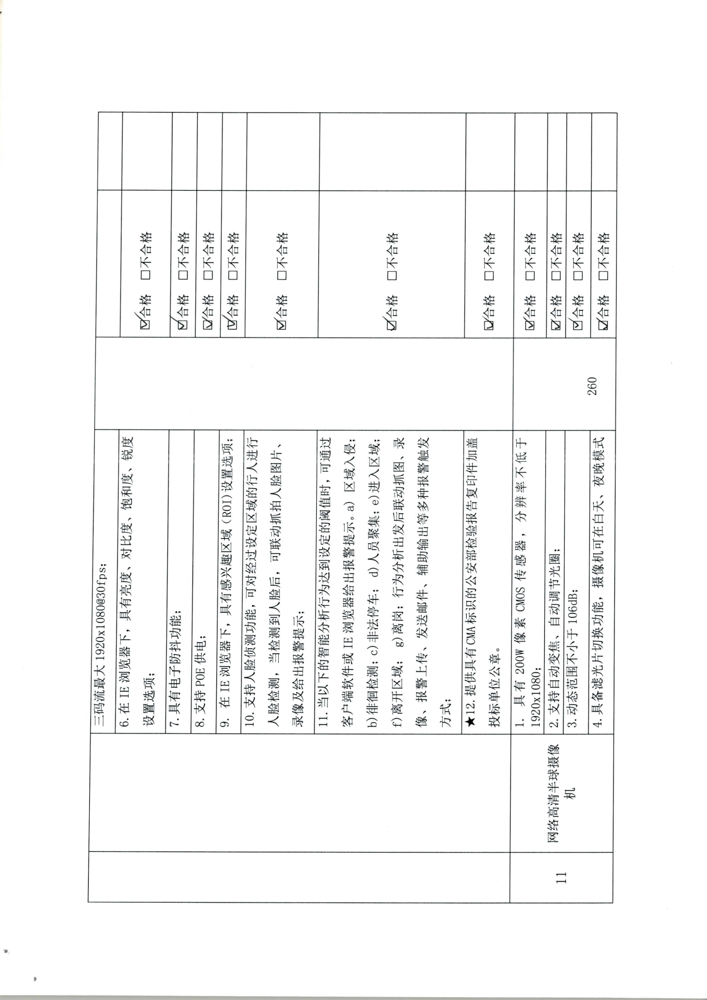 三码流最大 1920x1080@30fps；
6. 在 IE 浏览器下，具有亮度、对比度、饱和度、锐度
设置选项；
☑合格 □不合格
7. 具有电子防抖功能；
☑合格 □不合格
8. 支持 POE 供电；
☑合格 □不合格
9. 在 IE 浏览器下，具有感兴趣区域（ROI）设置选项；
☑合格 □不合格
10. 支持人脸侦测功能，可对经过设定区域的行人进行
人脸检测，当检测到人脸后，可联动抓拍人脸图片、
录像及给出报警提示；
☑合格 □不合格
11. 当以下的智能分析行为达到设定的阈值时，可通过
客户端软件或 IE 浏览器给出报警提示。a) 区域入侵；
b)徘徊检测；c)非法停车； d)人员聚集；e)进入区域；
f)离开区域； g)离岗；行为分析出发后联动抓图、录
像、报警上传、发送邮件、辅助输出等多种报警触发
方式；
☑合格 □不合格
★12. 提供具有 CMA 标识的公安部检验报告复印件加盖
投标单位公章。
☑合格 □不合格
11
网络高清半球摄像
机
1. 具有 200W 像素 CMOS 传感器，分辨率不低于
1920x1080；
260
☑合格 □不合格
2. 支持自动变焦、自动调节光圈；
☑合格 □不合格
3. 动态范围不小于 106dB；
☑合格 □不合格
4. 具备滤光片切换功能，摄像机可在白天、夜晚模式
☑合格 □不合格